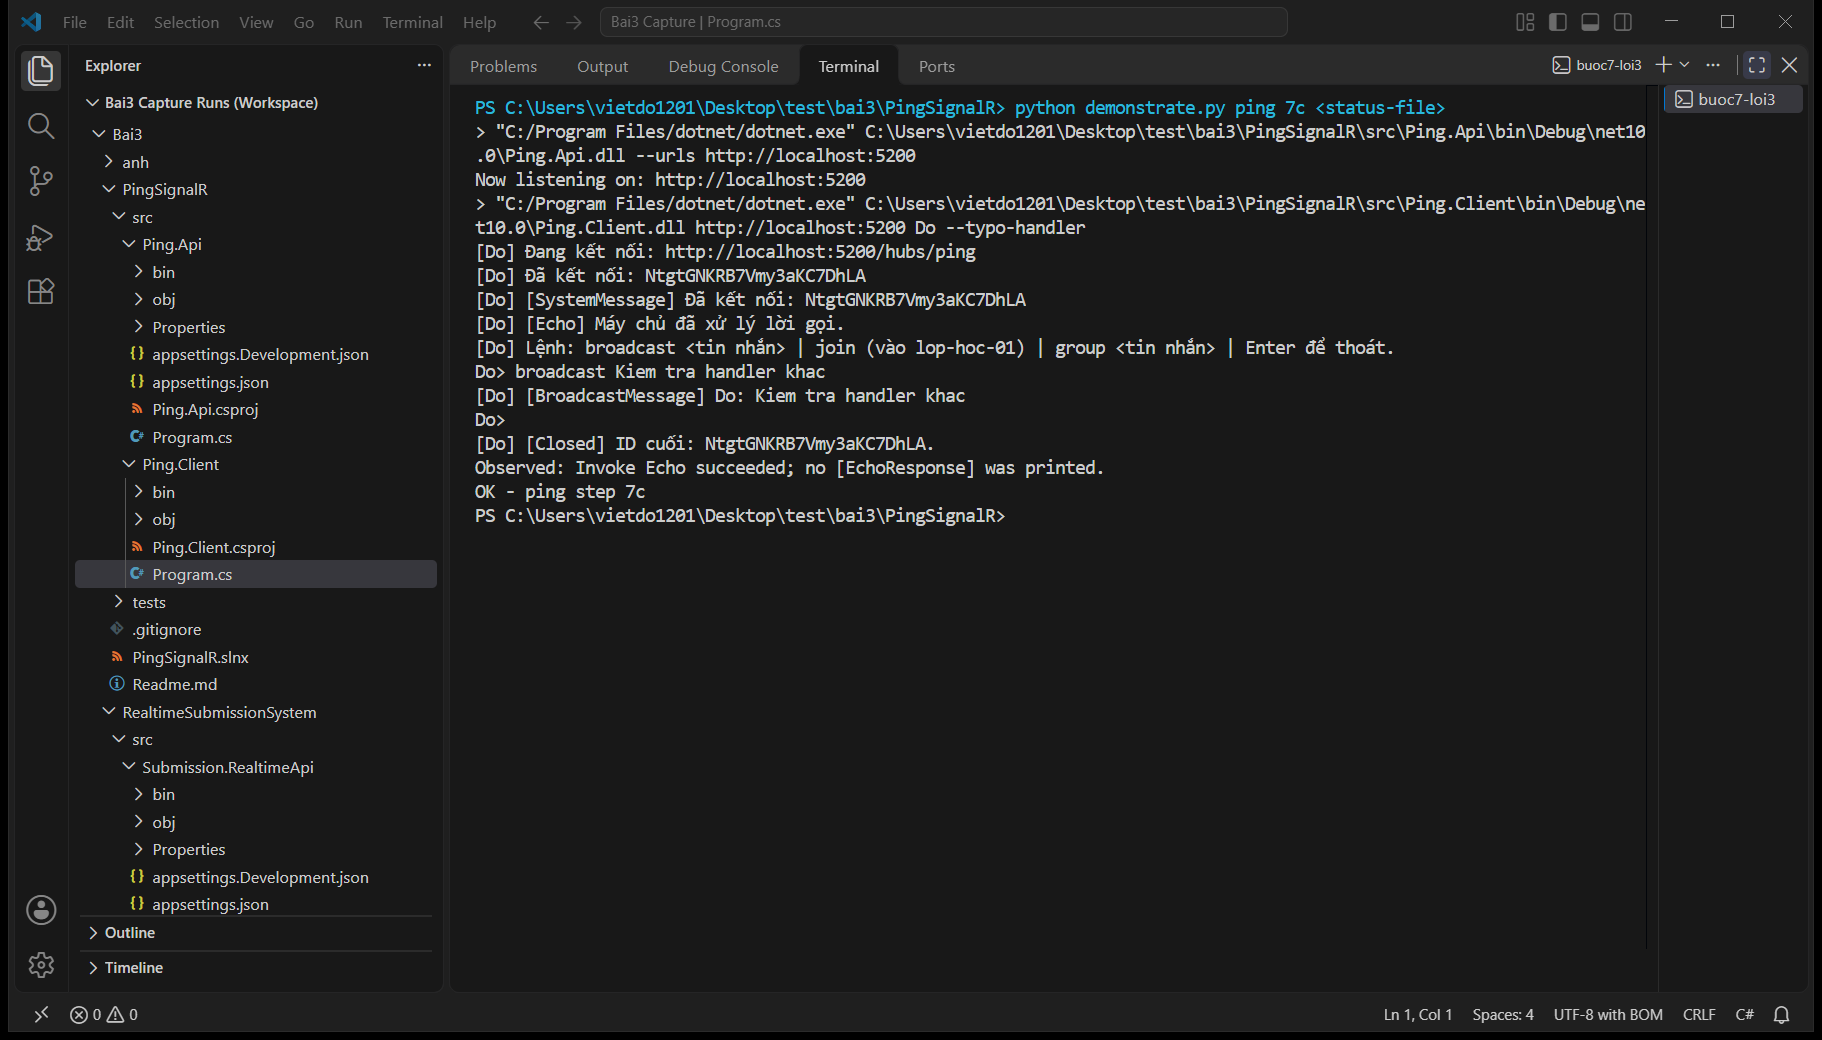 File Edit Selection View Go Run Terminal Help
Bai3 Capture | Program.cs
Explorer
Bai3 Capture Runs (Workspace)
Bai3
anh
PingSignalR
src
Ping.Api
bin
obj
Properties
appsettings.Development.json
appsettings.json
Ping.Api.csproj
Program.cs
Ping.Client
bin
obj
Ping.Client.csproj
Program.cs
tests
.gitignore
PingSignalR.slnx
Readme.md
RealtimeSubmissionSystem
src
Submission.RealtimeApi
bin
obj
Properties
appsettings.Development.json
appsettings.json
Outline
Timeline
Problems Output Debug Console Terminal Ports
buoc7-loi3
buoc7-loi3
PS C:\Users\vietdo1201\Desktop\test\bai3\PingSignalR> python demonstrate.py ping 7c <status-file>
> "C:/Program Files/dotnet/dotnet.exe" C:\Users\vietdo1201\Desktop\test\bai3\PingSignalR\src\Ping.Api\bin\Debug\net10
.0\Ping.Api.dll --urls http://localhost:5200
Now listening on: http://localhost:5200
> "C:/Program Files/dotnet/dotnet.exe" C:\Users\vietdo1201\Desktop\test\bai3\PingSignalR\src\Ping.Client\bin\Debug\ne
t10.0\Ping.Client.dll http://localhost:5200 Do --typo-handler
[Do] Đang kết nối: http://localhost:5200/hubs/ping
[Do] Đã kết nối: NtgtGNKRB7Vmy3aKC7DhLA
[Do] [SystemMessage] Đã kết nối: NtgtGNKRB7Vmy3aKC7DhLA
[Do] [Echo] Máy chủ đã xử lý lời gọi.
[Do] Lệnh: broadcast <tin nhắn> | join (vào lop-hoc-01) | group <tin nhắn> | Enter để thoát.
Do> broadcast Kiem tra handler khac
[Do] [BroadcastMessage] Do: Kiem tra handler khac
Do>
[Do] [Closed] ID cuối: NtgtGNKRB7Vmy3aKC7DhLA.
Observed: Invoke Echo succeeded; no [EchoResponse] was printed.
OK - ping step 7c
PS C:\Users\vietdo1201\Desktop\test\bai3\PingSignalR>
0 0
Ln 1, Col 1 Spaces: 4 UTF-8 with BOM CRLF C#